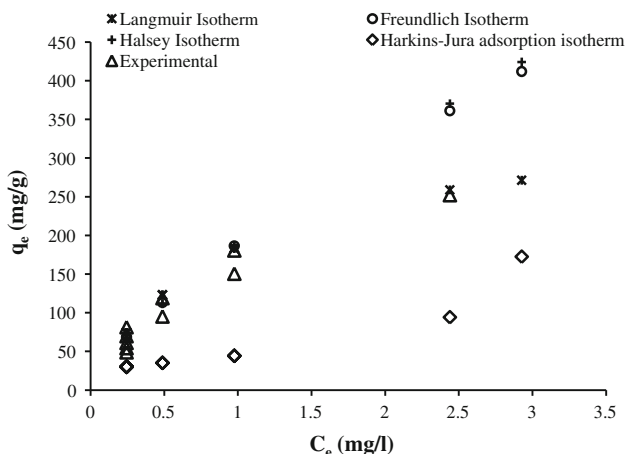 Langmuir Isotherm
Freundlich Isotherm
Halsey Isotherm
Harkins-Jura adsorption isotherm
Experimental
450
400
350
300
250
200
150
100
50
0
qe (mg/g)
0 0.5 1 1.5 2 2.5 3 3.5
Ce (mg/l)